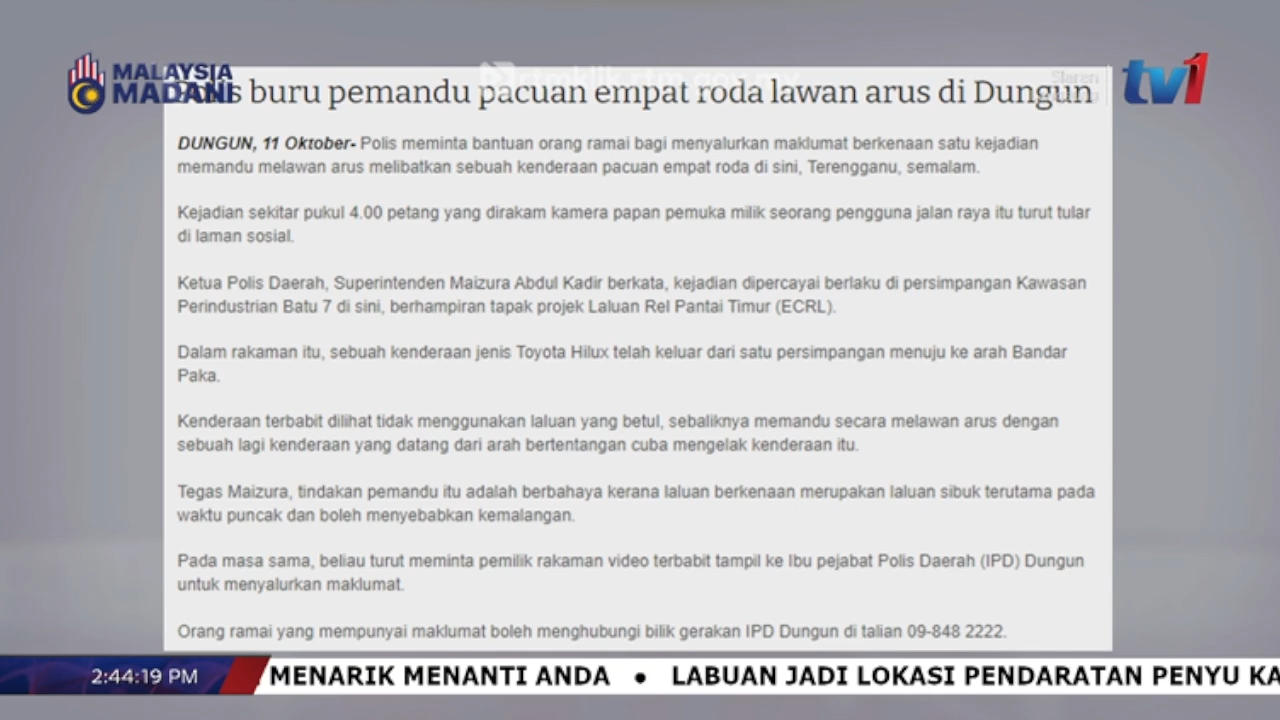 MALAYSIA
MADANI
rtmklik.rtm.gov.my
Siaran
tv1
buru pemandu pacuan empat roda lawan arus di Dungun
DUNGUN, 11 Oktober- Polis meminta bantuan orang ramai bagi menyalurkan maklumat berkenaan satu kejadian
memandu melawan arus melibatkan sebuah kenderaan pacuan empat roda di sini, Terengganu, semalam.
Kejadian sekitar pukul 4.00 petang yang dirakam kamera papan pemuka milik seorang pengguna jalan raya itu turut tular
di laman sosial.
Ketua Polis Daerah, Superintenden Maizura Abdul Kadir berkata, kejadian dipercayai berlaku di persimpangan Kawasan
Perindustrian Batu 7 di sini, berhampiran tapak projek Laluan Rel Pantai Timur (ECRL).
Dalam rakaman itu, sebuah kenderaan jenis Toyota Hilux telah keluar dari satu persimpangan menuju ke arah Bandar
Paka.
Kenderaan terbabit dilihat tidak menggunakan laluan yang betul, sebaliknya memandu secara melawan arus dengan
sebuah lagi kenderaan yang datang dari arah bertentangan cuba mengelak kenderaan itu.
Tegas Maizura, tindakan pemandu itu adalah berbahaya kerana laluan berkenaan merupakan laluan sibuk terutama pada
waktu puncak dan boleh menyebabkan kemalangan.
Pada masa sama, beliau turut meminta pemilik rakaman video terbabit tampil ke Ibu pejabat Polis Daerah (IPD) Dungun
untuk menyalurkan maklumat.
Orang ramai yang mempunyai maklumat boleh menghubungi bilik gerakan IPD Dungun di talian 09-848 2222.
2:44:19 PM
MENARIK MENANTI ANDA • LABUAN JADI LOKASI PENDARATAN PENYU KA